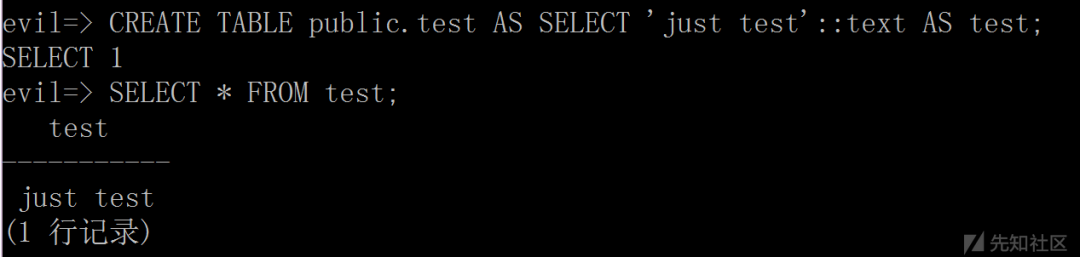 evil=> CREATE TABLE public.test AS SELECT 'just test'::text AS test;
SELECT 1
evil=> SELECT * FROM test;
test
-----------
just test
(1 行记录)
先知社区